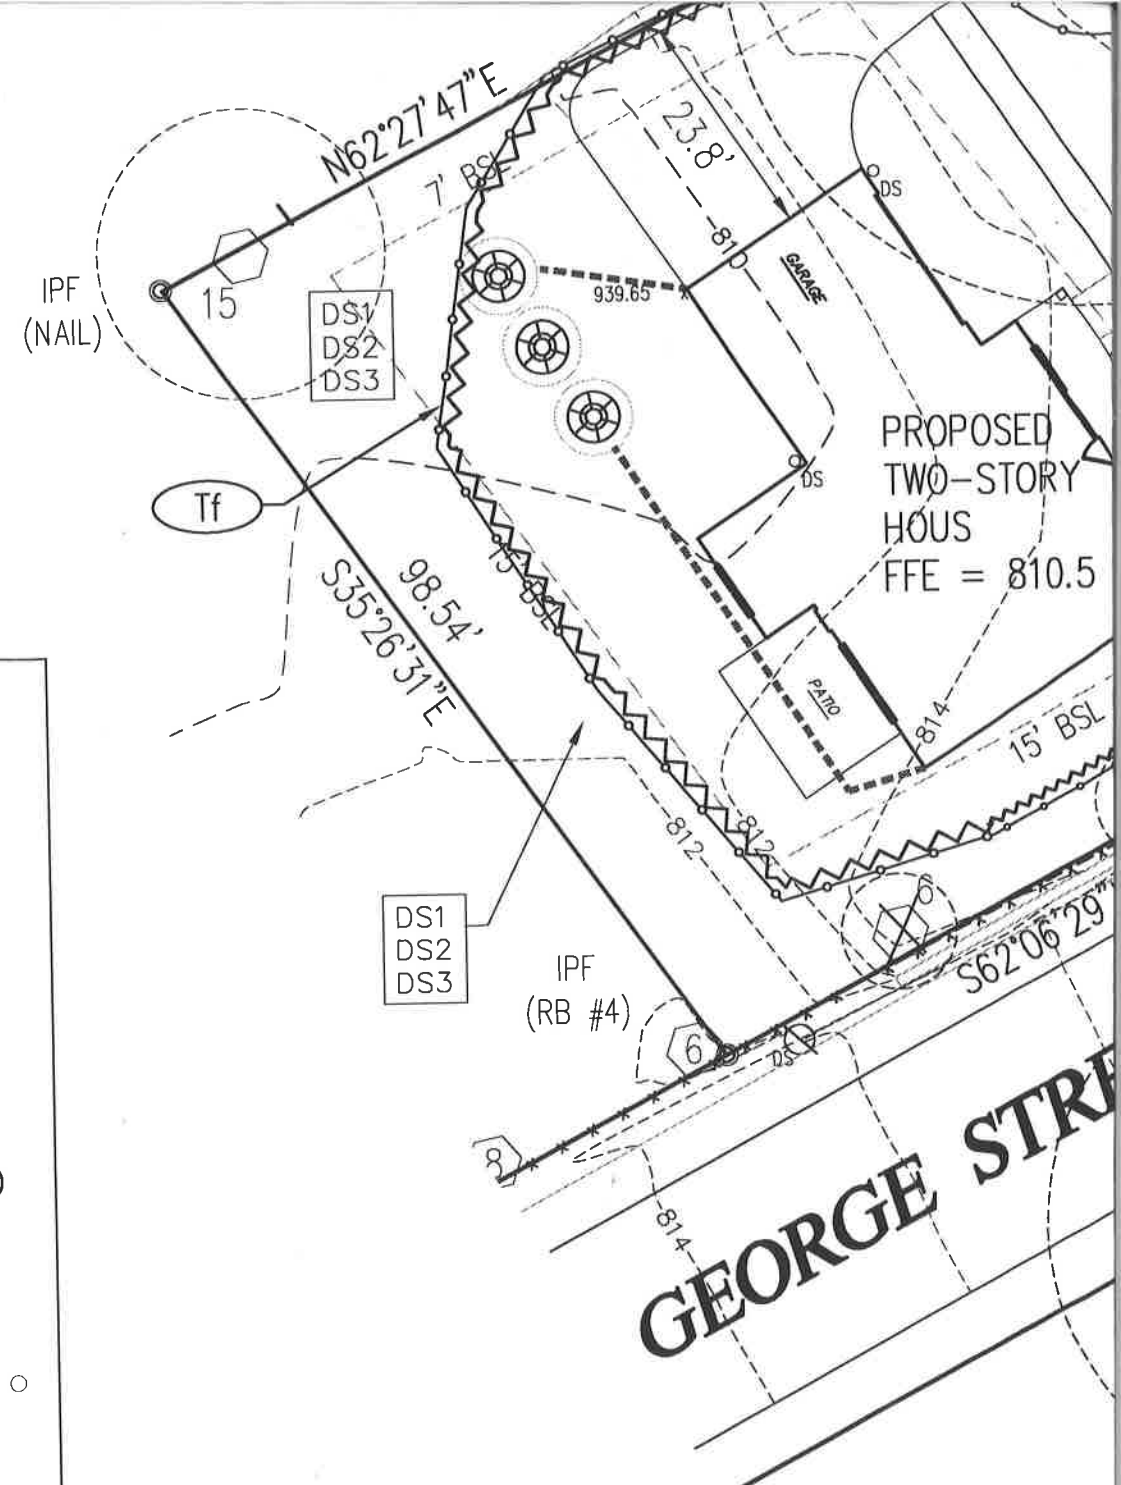 N62°27'47"E
7' BSL
23.8'
DS
IPF
(NAIL)
15
DS1
DS2
DS3
939.65
810
GARAGE
Tf
DS
PROPOSED
TWO-STORY
HOUS
FFE = 810.5
15' BSL
98.54'
S35°26'31"E
PATIO
814
15' BSL
812
812
6
DS1
DS2
DS3
IPF
(RB #4)
S62°06'29"
6
DS
8
814
GEORGE STRE